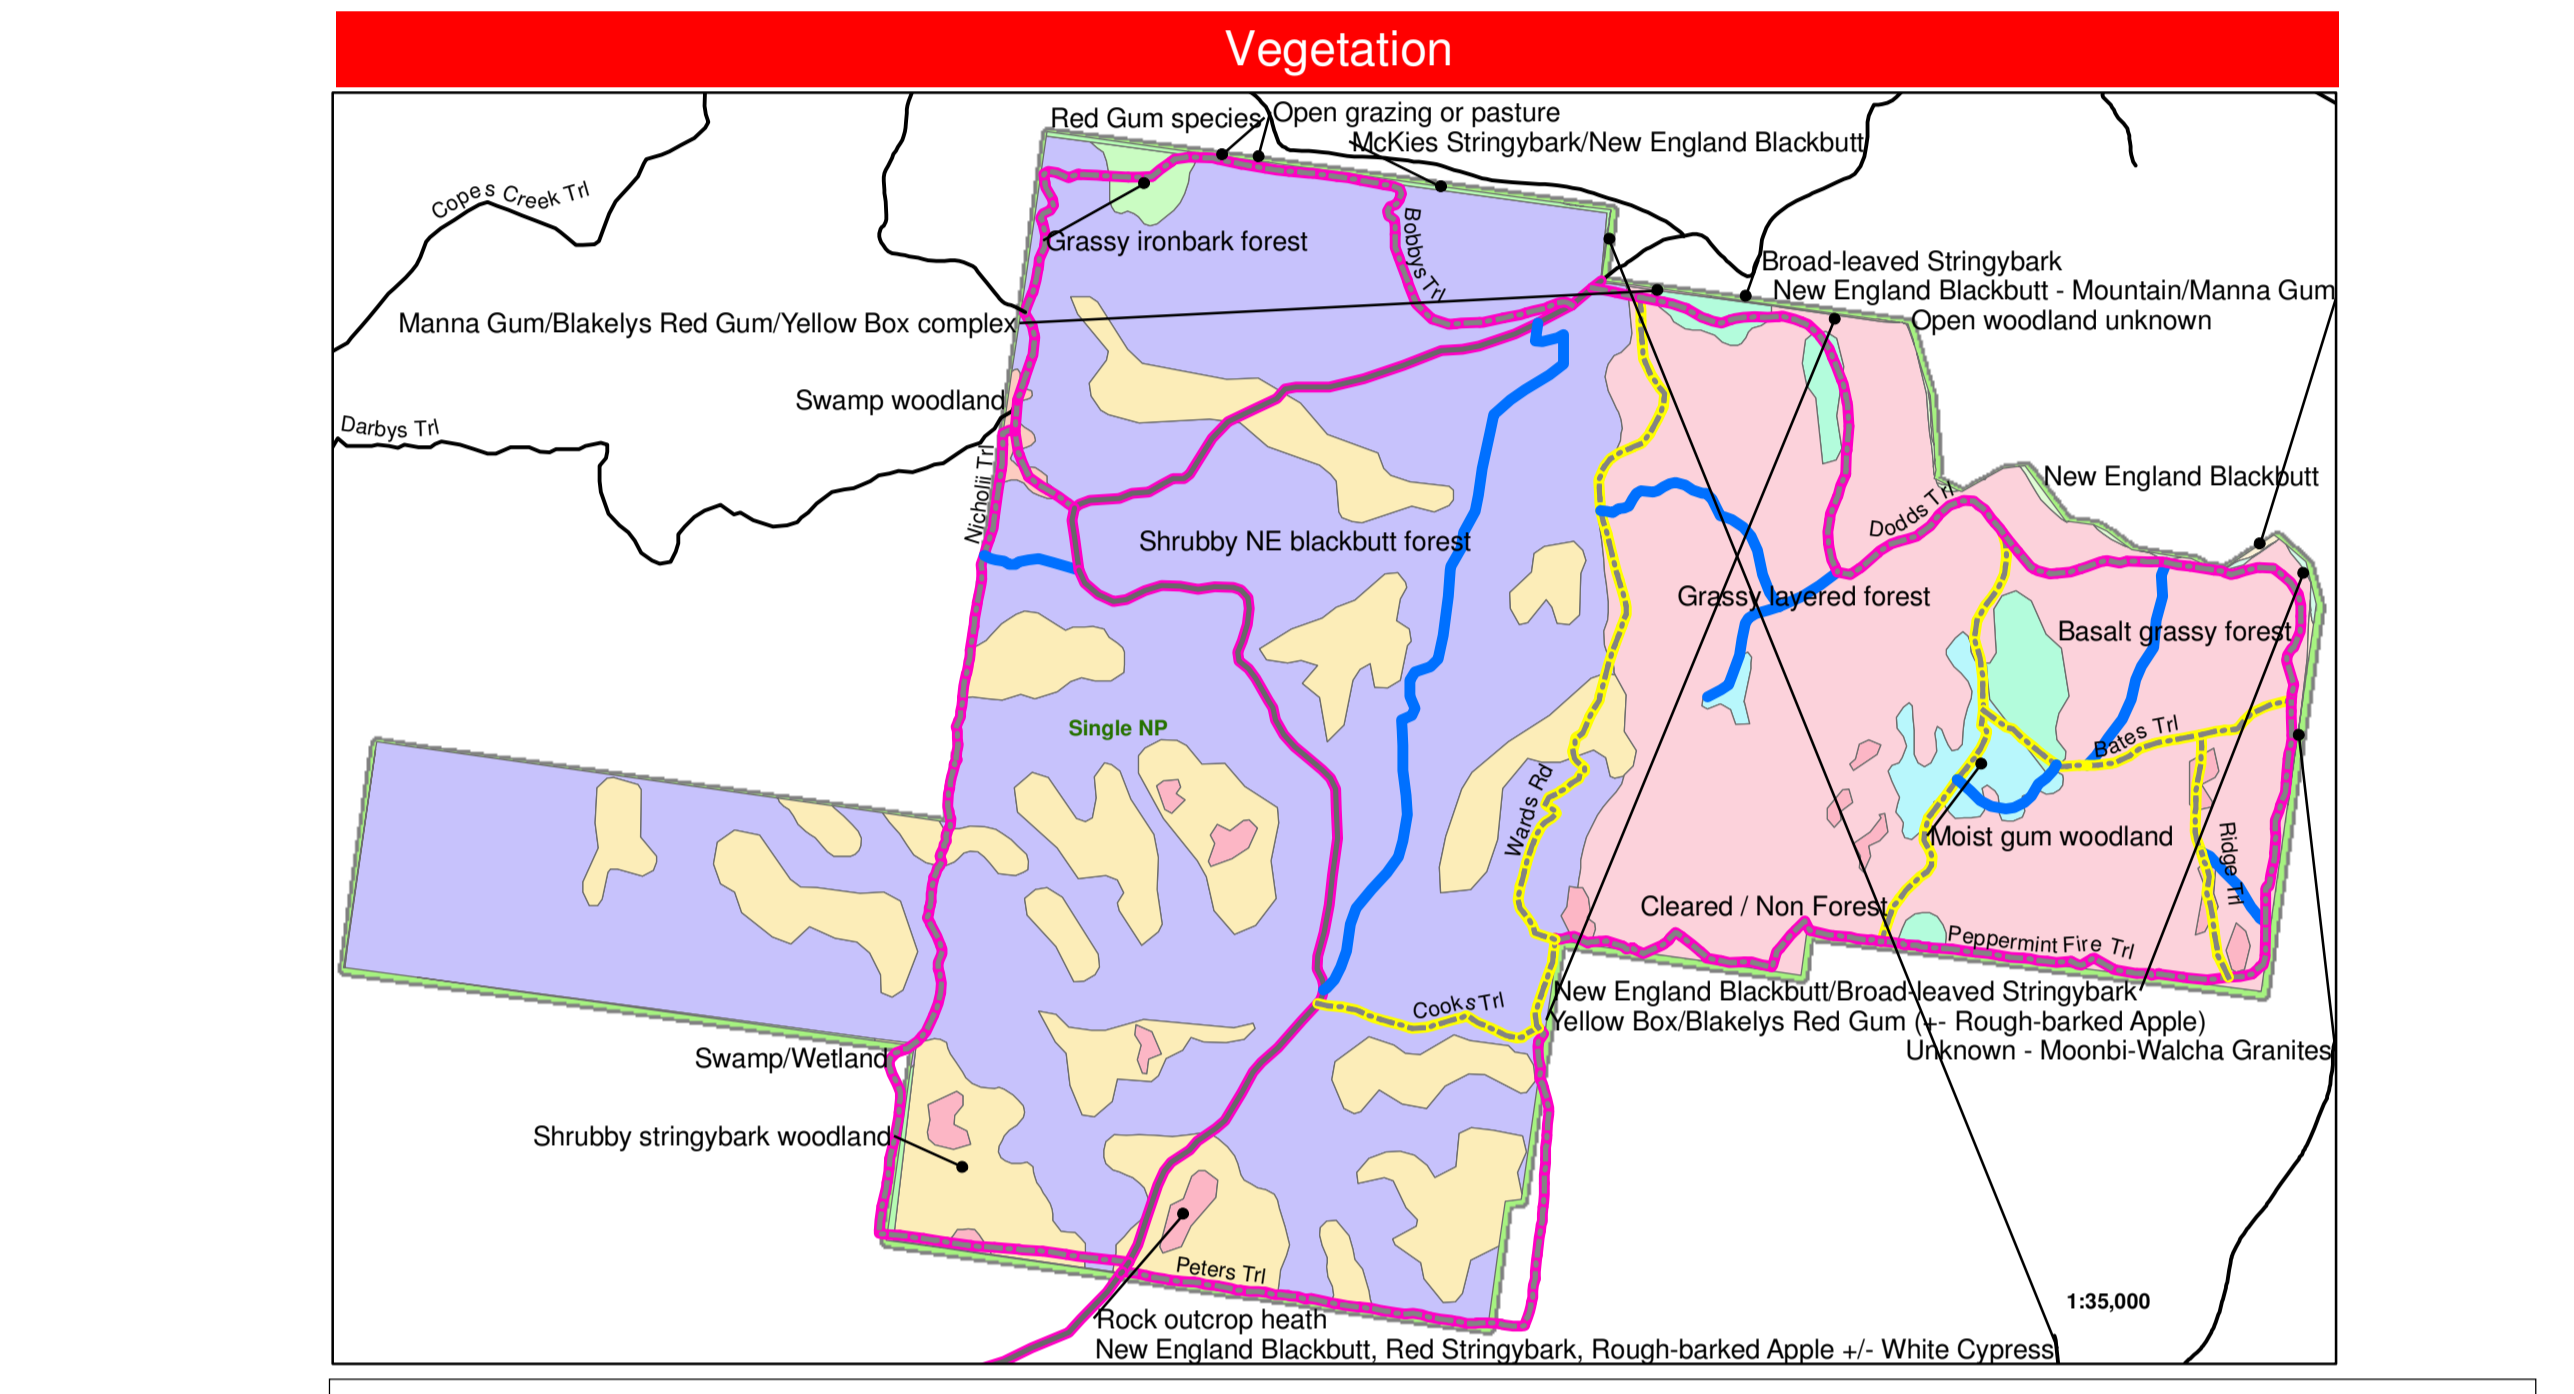 Vegetation
Red Gum species
Open grazing or pasture
McKies Stringybark/New England Blackbutt
Copes Creek Trl
Grassy ironbark forest
Bobbys Trl
Broad-leaved Stringybark
New England Blackbutt - Mountain/Manna Gum
Open woodland unknown
Manna Gum/Blakelys Red Gum/Yellow Box complex
Swamp woodland
Darbys Trl
Nicholii Trl
New England Blackbutt
Dodds Trl
Shrubby NE blackbutt forest
Grassy layered forest
Basalt grassy forest
Single NP
Bates Trl
Wards Rd
Moist gum woodland
Ridge Trl
Cleared / Non Forest
Peppermint Fire Trl
Cooks Trl
New England Blackbutt/Broad-leaved Stringybark
Yellow Box/Blakelys Red Gum (+- Rough-barked Apple)
Unknown - Moonbi-Walcha Granites
Swamp/Wetland
Shrubby stringybark woodland
Peters Trl
1:35,000
Rock outcrop heath
New England Blackbutt, Red Stringybark, Rough-barked Apple +/- White Cypress